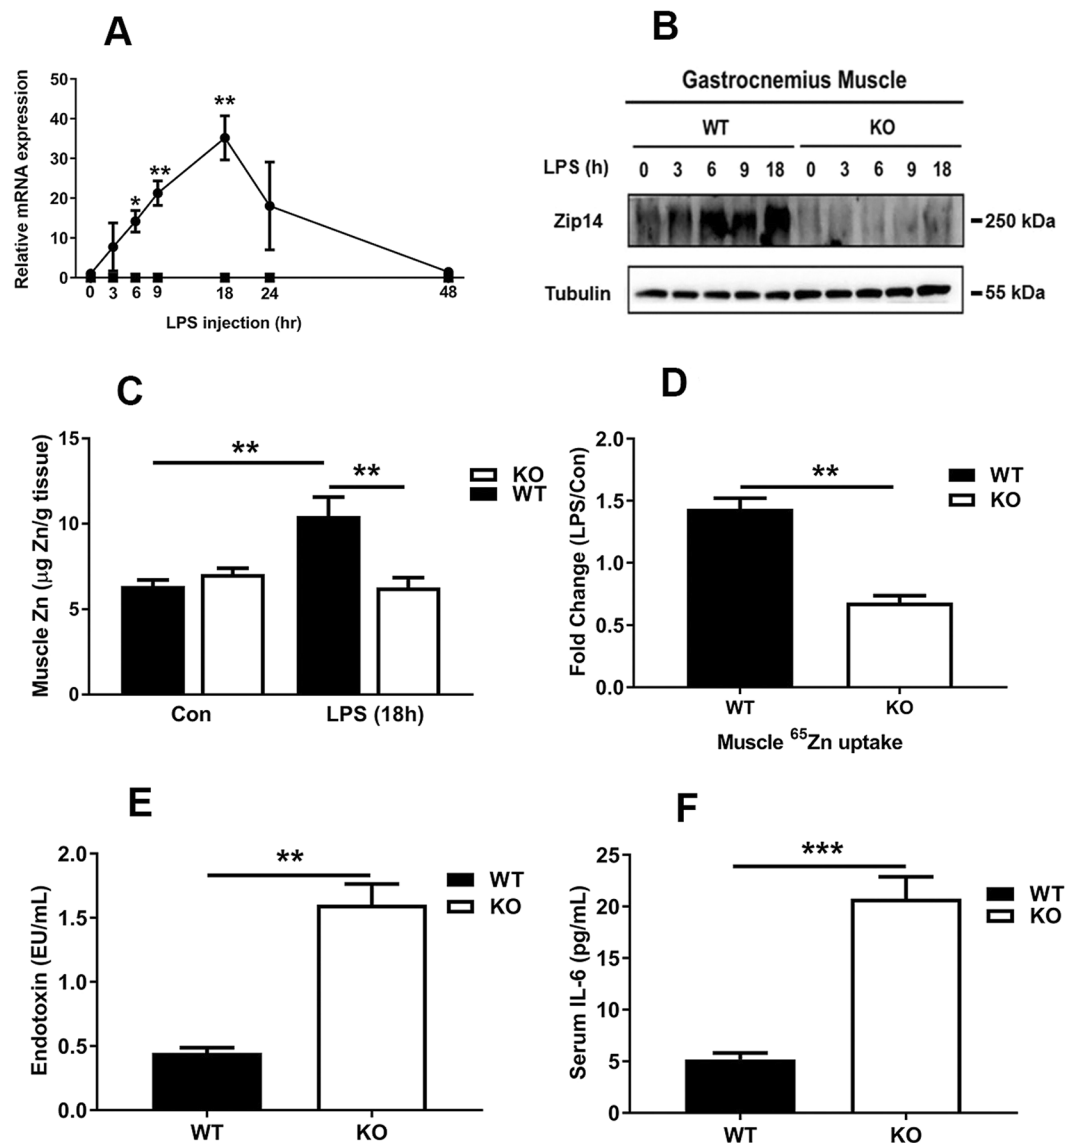 A
Relative mRNA expression
50
40
30
20
10
0
**
**
*
0 3 6 9 18 24 48
LPS injection (hr)
B
Gastrocnemius Muscle
WT KO
LPS (h) 0 3 6 9 18 0 3 6 9 18
Zip14 250 kDa
Tubulin 55 kDa
C
Muscle Zn (μg Zn/g tissue)
15
10
5
0
**
**
KO
WT
Con LPS (18h)
D
Fold Change (LPS/Con)
2.0
1.5
1.0
0.5
0.0
**
WT
KO
WT KO
Muscle ⁶⁵Zn uptake
E
Endotoxin (EU/mL)
2.0
1.5
1.0
0.5
0.0
**
WT
KO
WT KO
F
Serum IL-6 (pg/mL)
25
20
15
10
5
0
***
WT
KO
WT KO